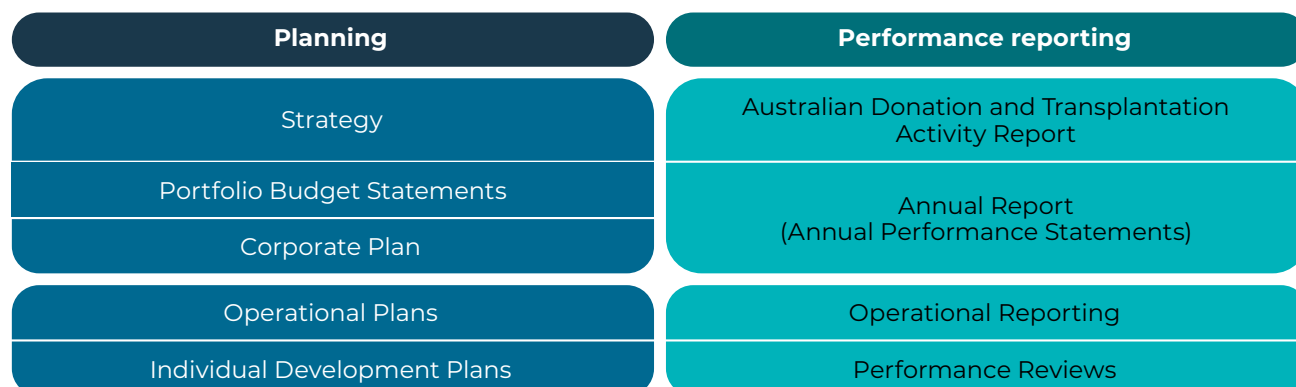 Planning
Performance reporting
Strategy
Australian Donation and Transplantation
Activity Report
Portfolio Budget Statements
Corporate Plan
Annual Report
(Annual Performance Statements)
Operational Plans
Operational Reporting
Individual Development Plans
Performance Reviews